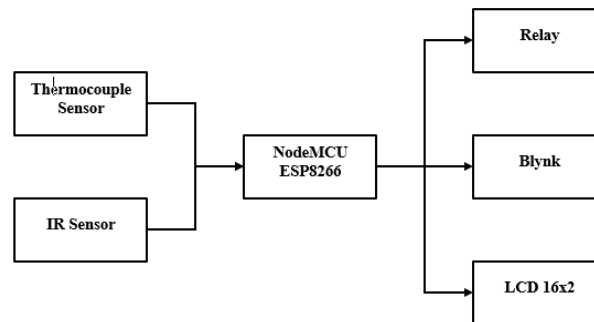 Thermocouple
Sensor
IR Sensor
NodeMCU
ESP8266
Relay
Blynk
LCD 16x2